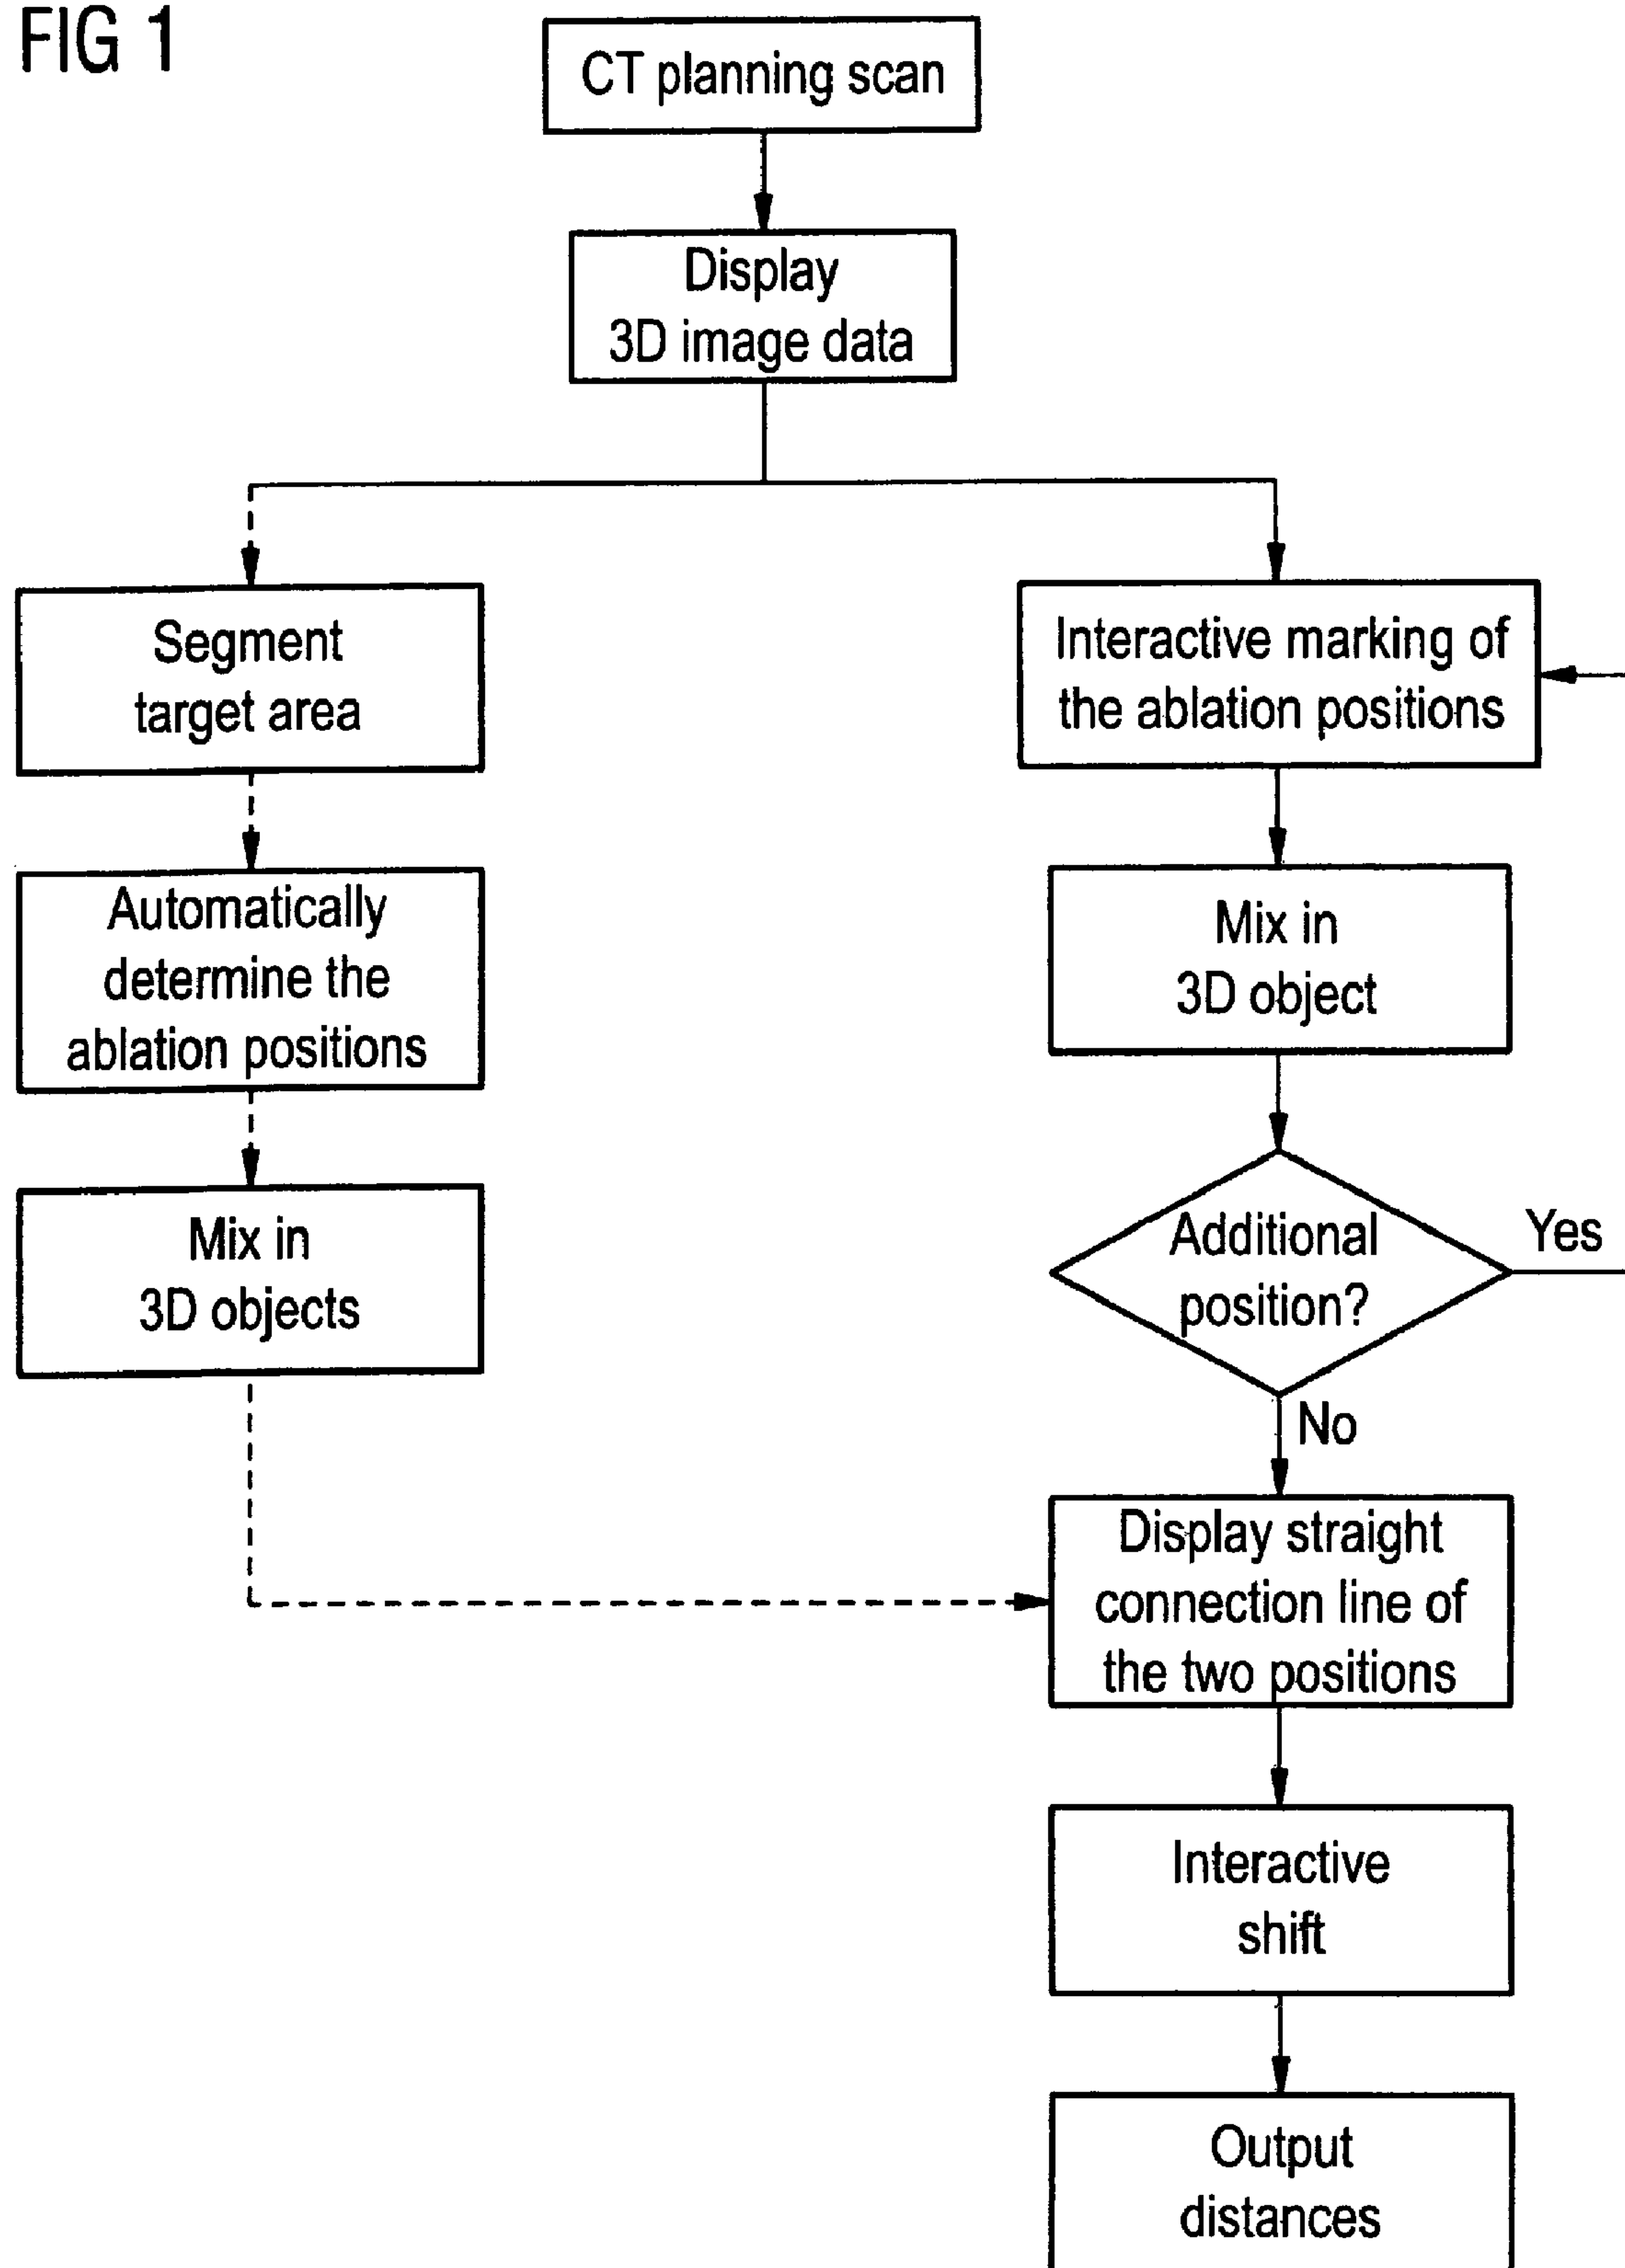 FIG 1
CT planning scan
Display
3D image data
Segment
target area
Automatically
determine the
ablation positions
Mix in
3D objects
Interactive marking of
the ablation positions
Mix in
3D object
Additional
position?
Yes
No
Display straight
connection line of
the two positions
Interactive
shift
Output
distances